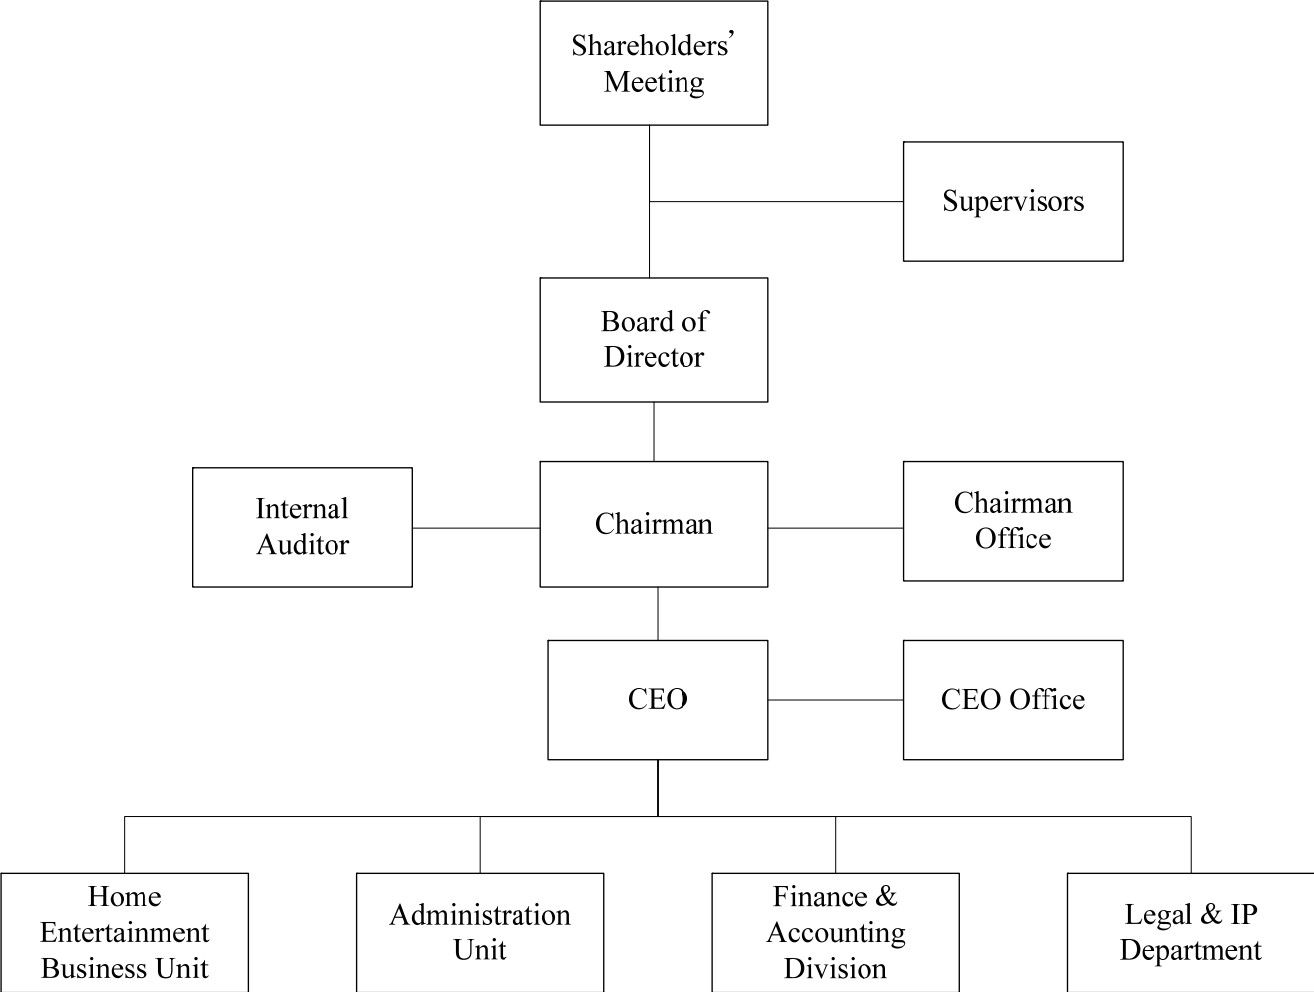 Shareholders’
Meeting
Supervisors
Board of
Director
Internal
Auditor
Chairman
Chairman
Office
CEO
CEO Office
Home
Entertainment
Business Unit
Administration
Unit
Finance &
Accounting
Division
Legal & IP
Department